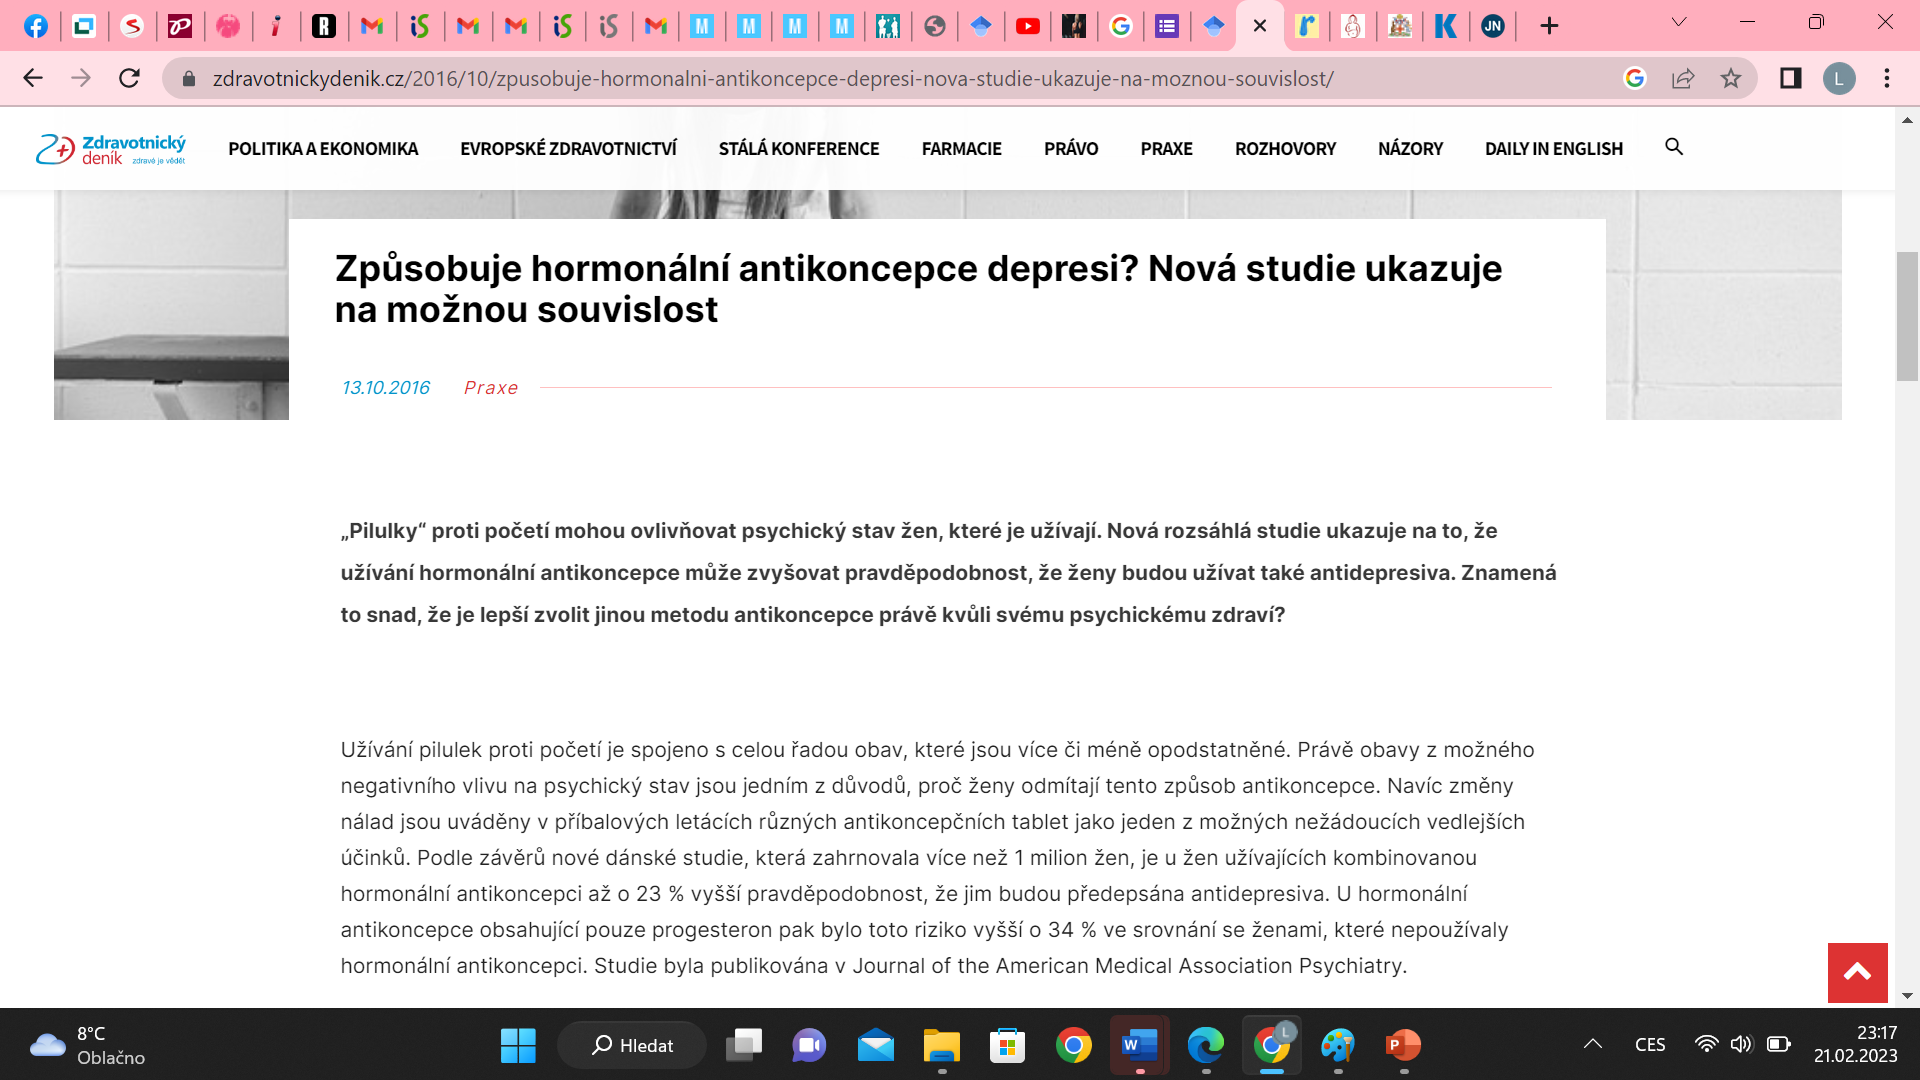 zdravotnickydenik.cz/2016/10/zpusobuje-hormonalni-antikoncepce-depresi-nova-studie-ukazuje-na-moznou-souvislost/
L
Zdravotnický
deník zdravé je vědět
POLITIKA A EKONOMIKA EVROPSKÉ ZDRAVOTNICTVÍ STÁLÁ KONFERENCE FARMACIE PRÁVO PRAXE ROZHOVORY NÁZORY DAILY IN ENGLISH
Způsobuje hormonální antikoncepce depresi? Nová studie ukazuje
na možnou souvislost
13.10.2016 Praxe
„Pilulky“ proti početí mohou ovlivňovat psychický stav žen, které je užívají. Nová rozsáhlá studie ukazuje na to, že
užívání hormonální antikoncepce může zvyšovat pravděpodobnost, že ženy budou užívat také antidepresiva. Znamená
to snad, že je lepší zvolit jinou metodu antikoncepce právě kvůli svému psychickému zdraví?
Užívání pilulek proti početí je spojeno s celou řadou obav, které jsou více či méně opodstatněné. Právě obavy z možného
negativního vlivu na psychický stav jsou jedním z důvodů, proč ženy odmítají tento způsob antikoncepce. Navíc změny
nálad jsou uváděny v příbalových letácích různých antikoncepčních tablet jako jeden z možných nežádoucích vedlejších
účinků. Podle závěrů nové dánské studie, která zahrnovala více než 1 milion žen, je u žen užívajících kombinovanou
hormonální antikoncepci až o 23 % vyšší pravděpodobnost, že jim budou předepsána antidepresiva. U hormonální
antikoncepce obsahující pouze progesteron pak bylo toto riziko vyšší o 34 % ve srovnání se ženami, které nepoužívaly
hormonální antikoncepci. Studie byla publikována v Journal of the American Medical Association Psychiatry.
8°C
Oblačno
Hledat
CES
23:17
21.02.2023